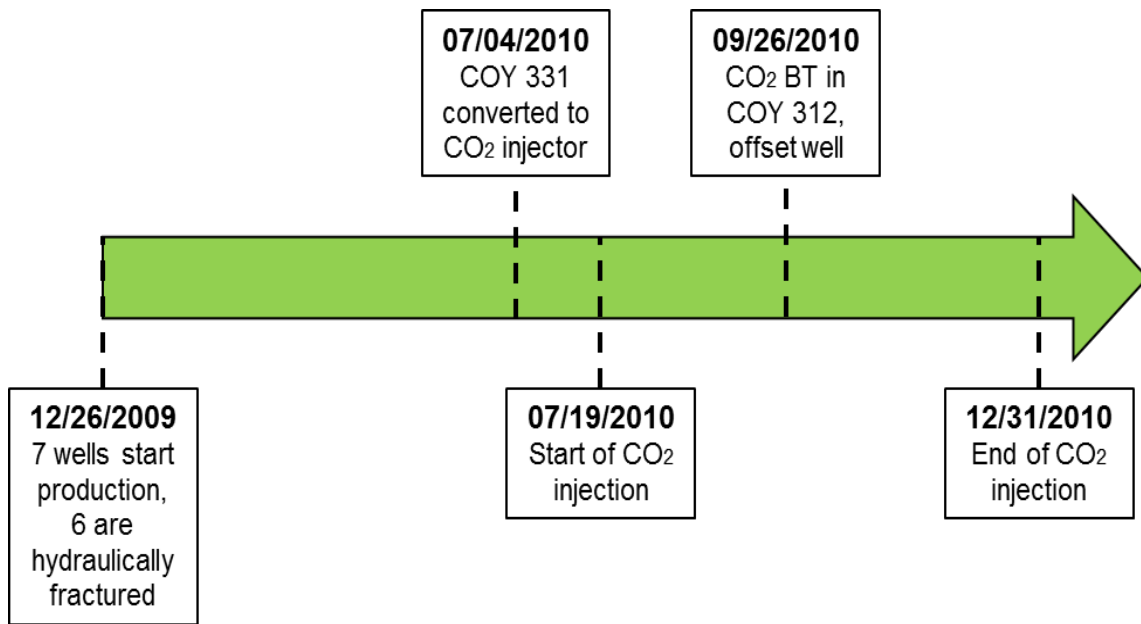 07/04/2010
COY 331
converted to
CO₂ injector
09/26/2010
CO₂ BT in
COY 312,
offset well
12/26/2009
7 wells start
production,
6 are
hydraulically
fractured
07/19/2010
Start of CO₂
injection
12/31/2010
End of CO₂
injection